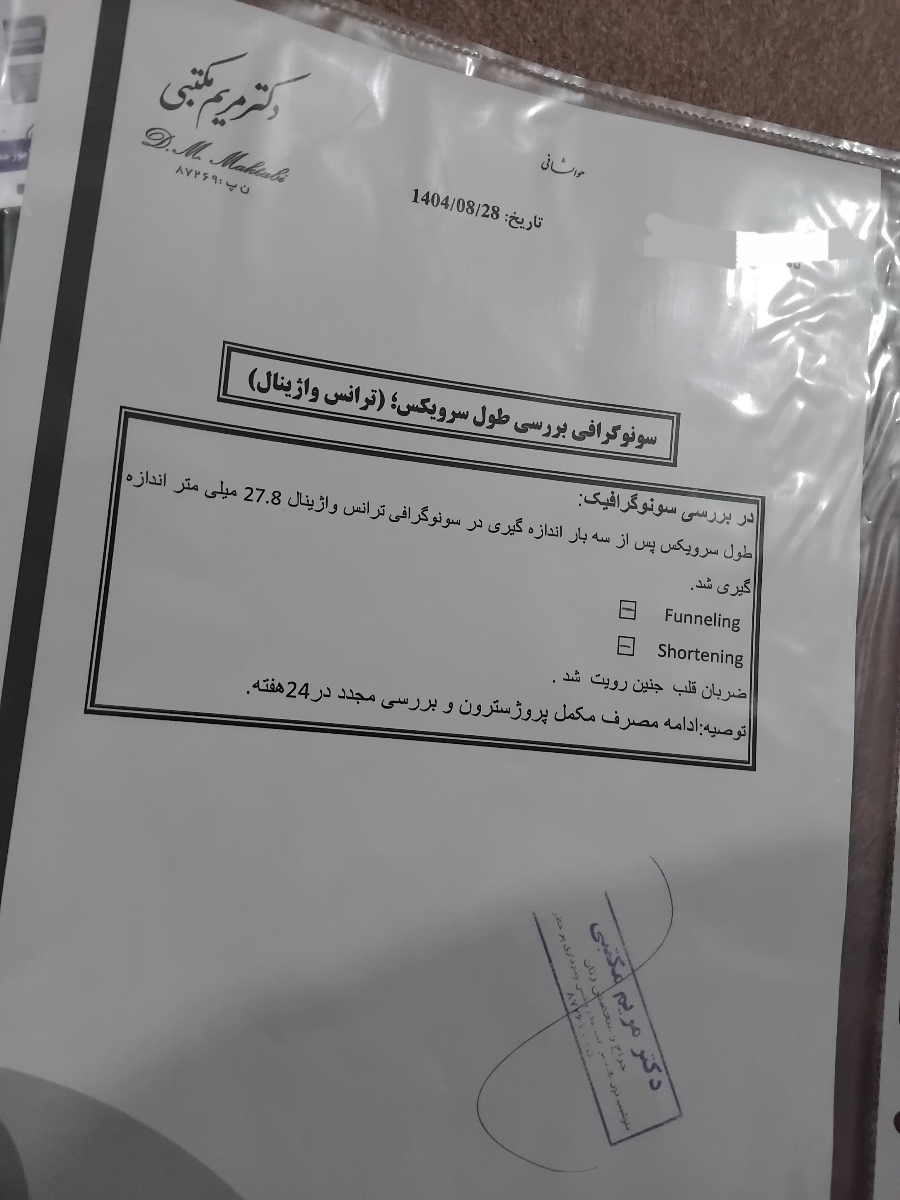 دکتر مریم مکتبی
D. M. Maktabi
ن پ: ۸۷۲۶۹
هوالشافی
تاریخ: 1404/08/28
سونوگرافی بررسی طول سرویکس؛ (ترانس واژینال)
در بررسی سونوگرافیک:
طول سرویکس پس از سه بار اندازه گیری در سونوگرافی ترانس واژینال 27.8 میلی متر اندازه
گیری شد.
Funneling ⊟
Shortening ⊟
ضربان قلب جنین رویت شد .
توصیه:ادامه مصرف مکمل پروژسترون و بررسی مجدد در24هفته.
دکتر مریم مکتبی